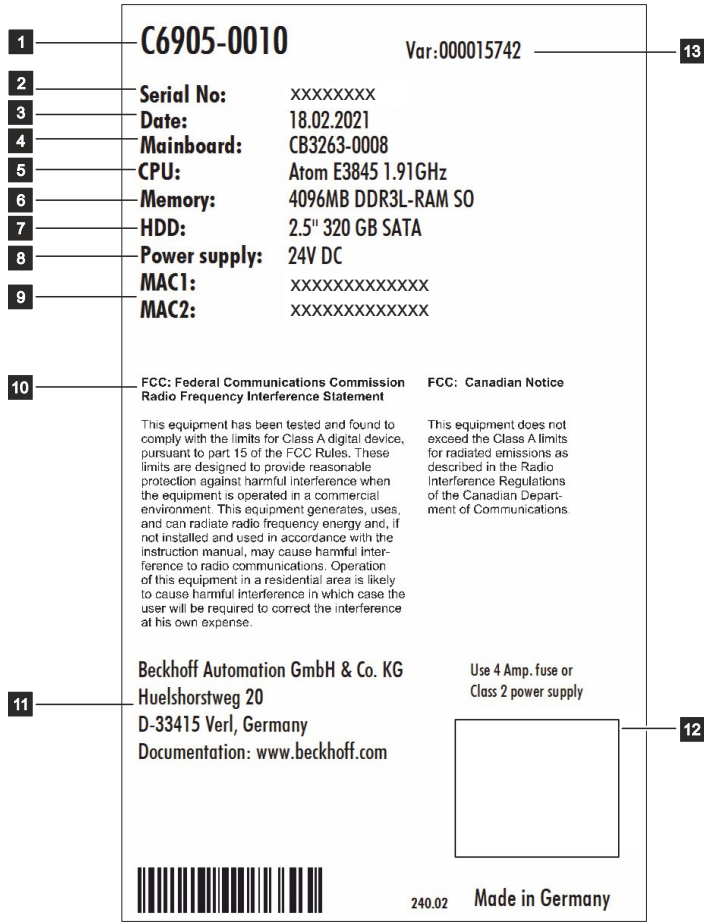 1
C6905-0010
Var:000015742
13
2
Serial No: XXXXXXXX
3
Date: 18.02.2021
4
Mainboard: CB3263-0008
5
CPU: Atom E3845 1.91GHz
6
Memory: 4096MB DDR3L-RAM SO
7
HDD: 2.5" 320 GB SATA
8
Power supply: 24V DC
9
MAC1: XXXXXXXXXXXXX
MAC2: XXXXXXXXXXXXX
10
FCC: Federal Communications Commission
Radio Frequency Interference Statement
This equipment has been tested and found to
comply with the limits for Class A digital device,
pursuant to part 15 of the FCC Rules. These
limits are designed to provide reasonable
protection against harmful interference when
the equipment is operated in a commercial
environment. This equipment generates, uses,
and can radiate radio frequency energy and, if
not installed and used in accordance with the
instruction manual, may cause harmful inter-
ference to radio communications. Operation
of this equipment in a residential area is likely
to cause harmful interference in which case the
user will be required to correct the interference
at his own expense.
FCC: Canadian Notice
This equipment does not
exceed the Class A limits
for radiated emissions as
described in the Radio
Interference Regulations
of the Canadian Depart-
ment of Communications.
11
Beckhoff Automation GmbH & Co. KG
Huelshorstweg 20
D-33415 Verl, Germany
Documentation: www.beckhoff.com
Use 4 Amp. fuse or
Class 2 power supply
12
240.02
Made in Germany